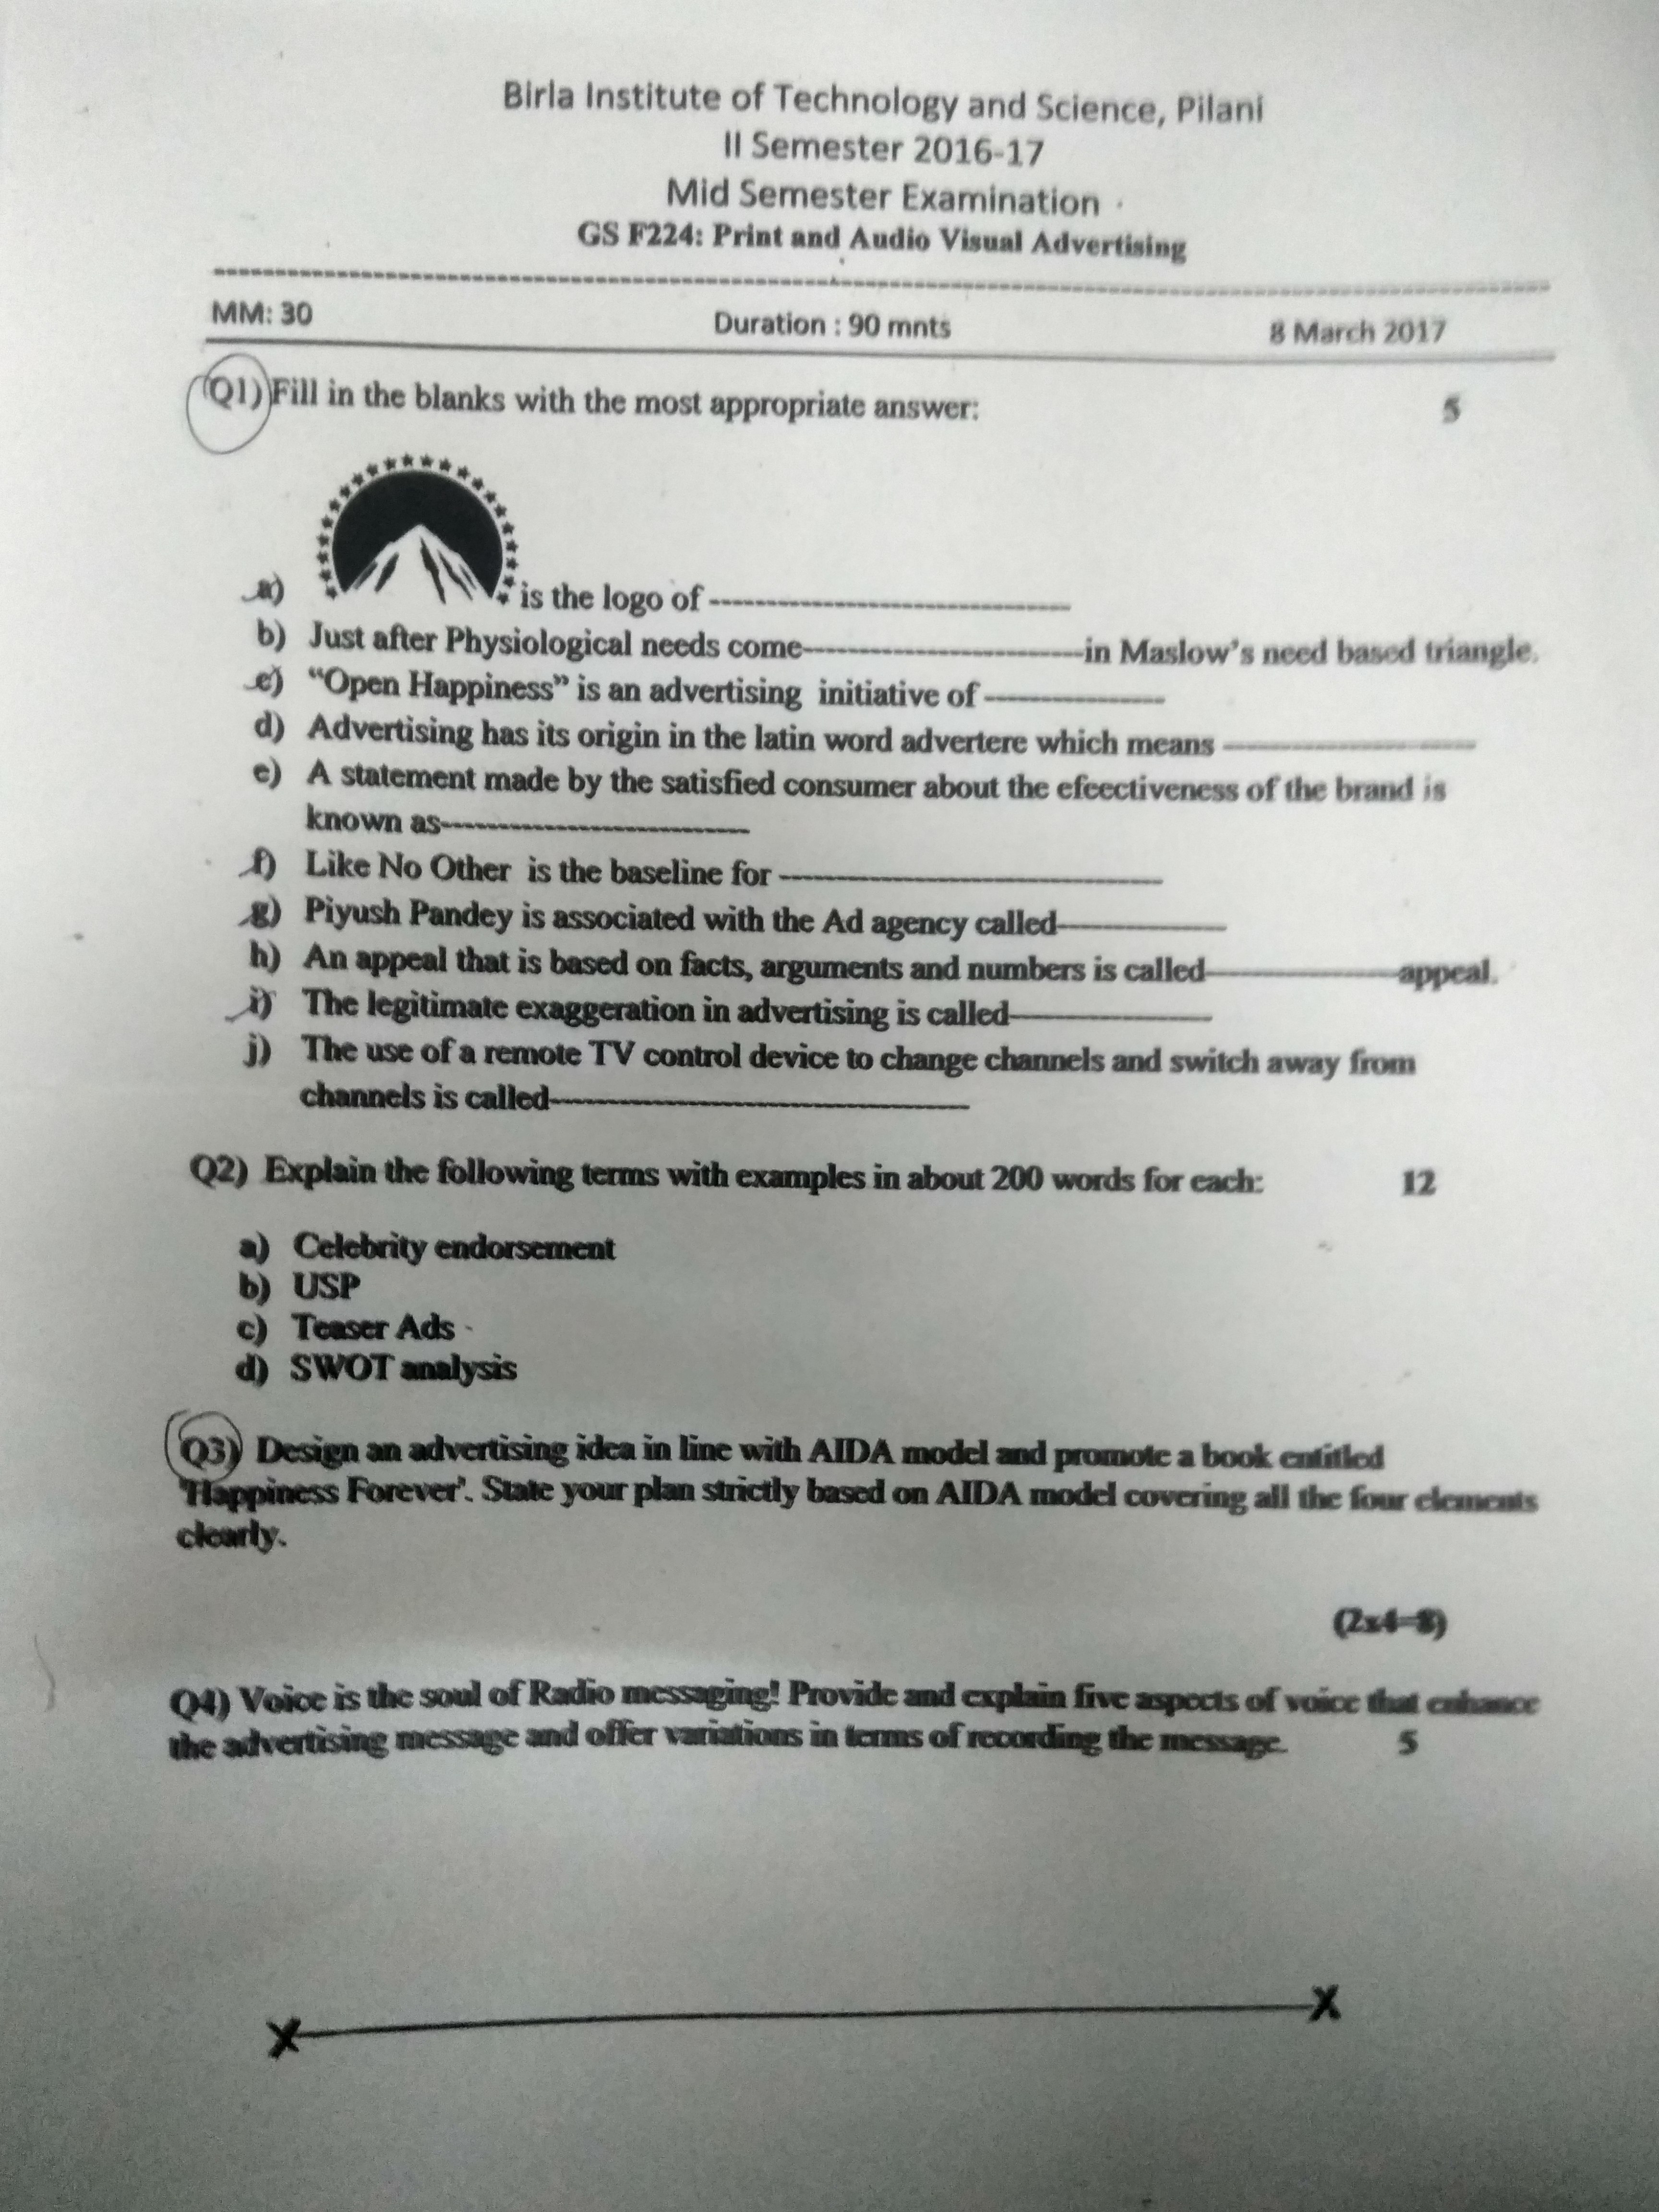 Birla Institute of Technology and Science, Pilani
II Semester 2016-17
Mid Semester Examination
GS F224: Print and Audio Visual Advertising
MM: 30 Duration : 90 mnts 8 March 2017
Q1) Fill in the blanks with the most appropriate answer: 5
a) is the logo of --------------------
b) Just after Physiological needs come--------------------in Maslow's need based triangle.
c) "Open Happiness" is an advertising initiative of --------------------
d) Advertising has its origin in the latin word advertere which means --------------------
e) A statement made by the satisfied consumer about the efeectiveness of the brand is
known as--------------------
f) Like No Other is the baseline for --------------------
g) Piyush Pandey is associated with the Ad agency called--------------------
h) An appeal that is based on facts, arguments and numbers is called--------------------appeal.
i) The legitimate exaggeration in advertising is called--------------------
j) The use of a remote TV control device to change channels and switch away from
channels is called--------------------
Q2) Explain the following terms with examples in about 200 words for each: 12
a) Celebrity endorsement
b) USP
c) Teaser Ads
d) SWOT analysis
Q3) Design an advertising idea in line with AIDA model and promote a book entitled
'Happiness Forever'. State your plan strictly based on AIDA model covering all the four elements
clearly.
(2x4=8)
Q4) Voice is the soul of Radio messaging! Provide and explain five aspects of voice that enhance
the advertising message and offer variations in terms of recording the message. 5
X X